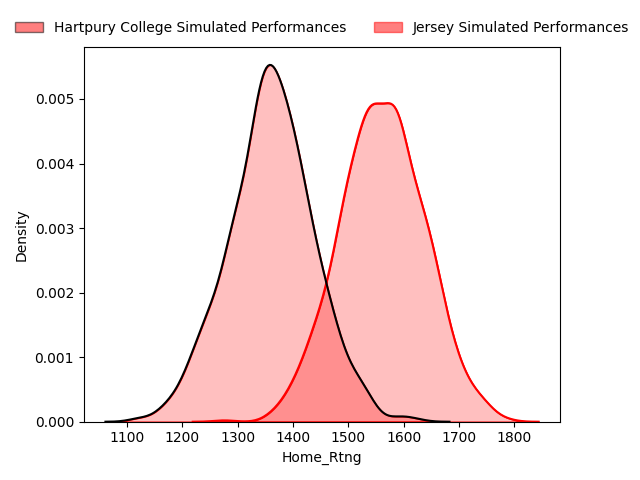 Hartpury College Simulated Performances
Jersey Simulated Performances
Density
0.005
0.004
0.003
0.002
0.001
0.000
1100 1200 1300 1400 1500 1600 1700 1800
Home_Rtng